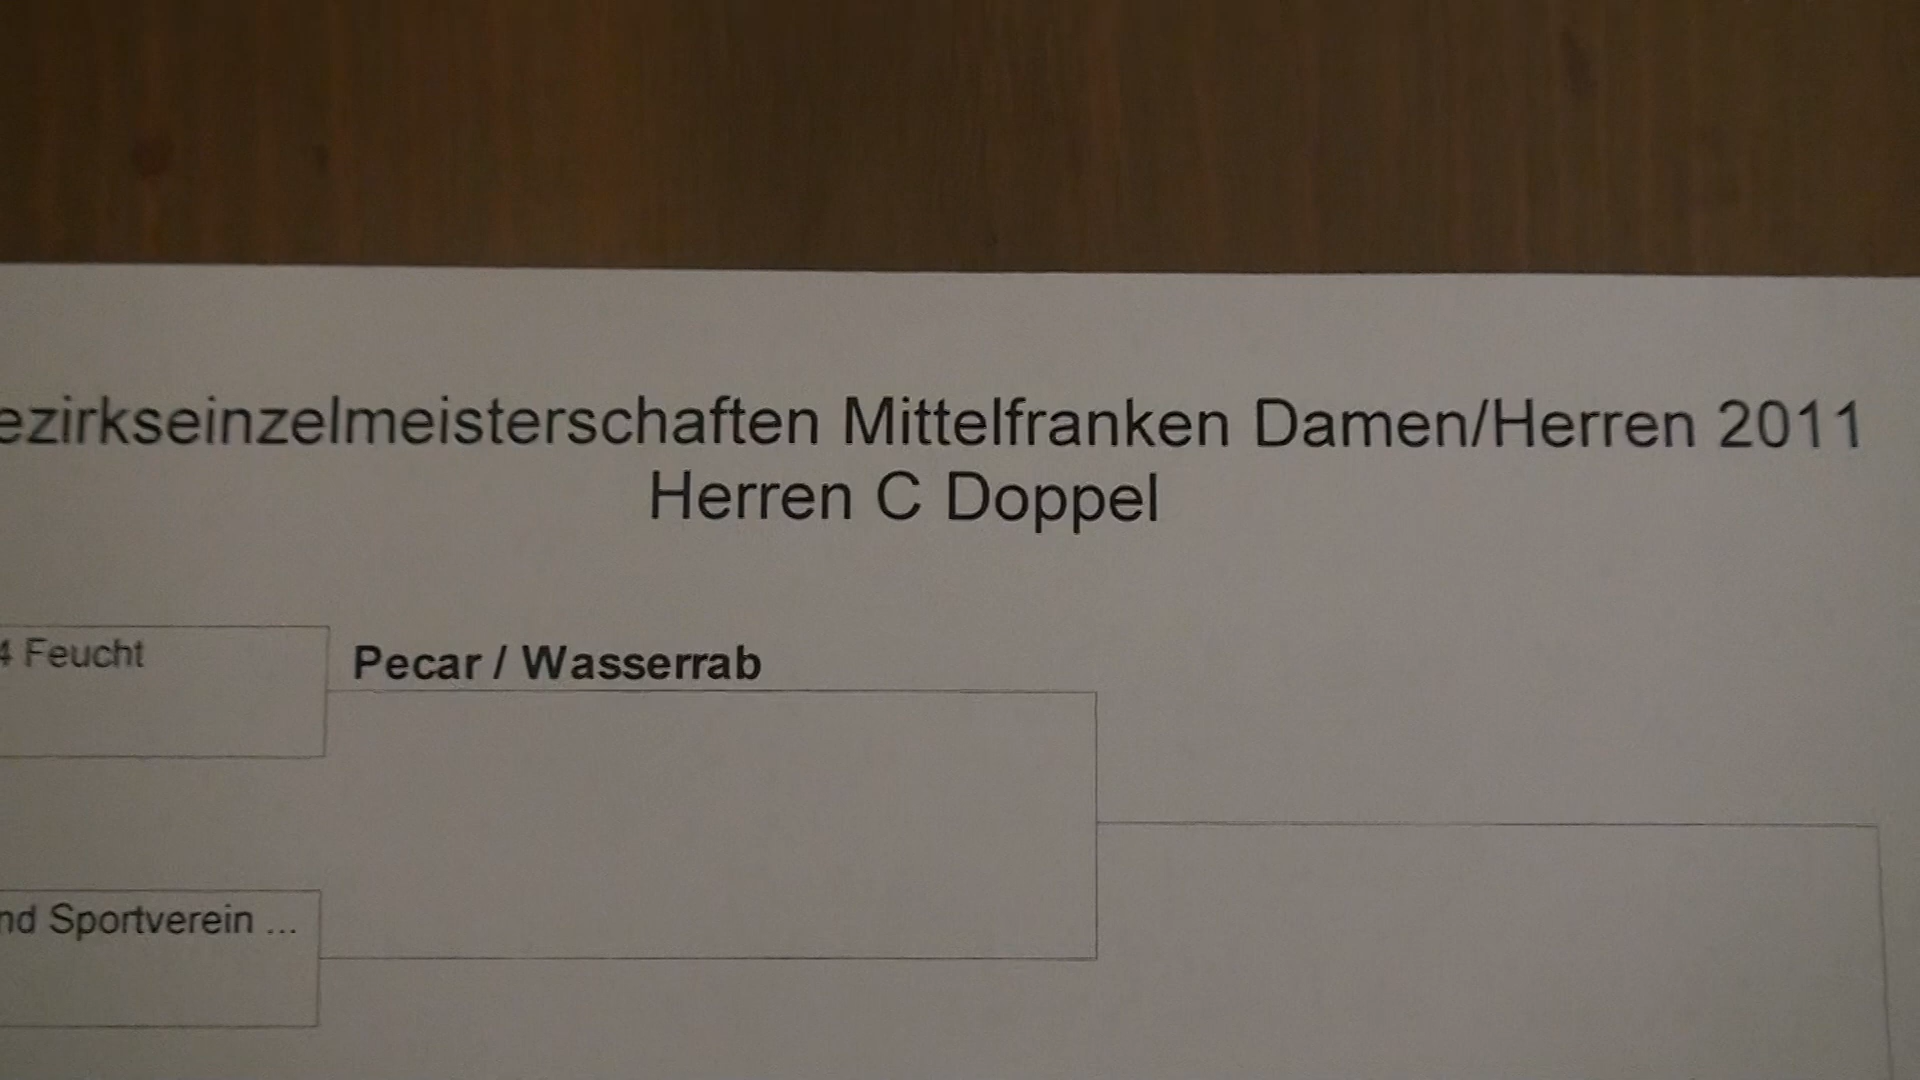 ezirkseinzelmeisterschaften Mittelfranken Damen/Herren 2011
Herren C Doppel
4 Feucht
Pecar / Wasserrab
nd Sportverein ...